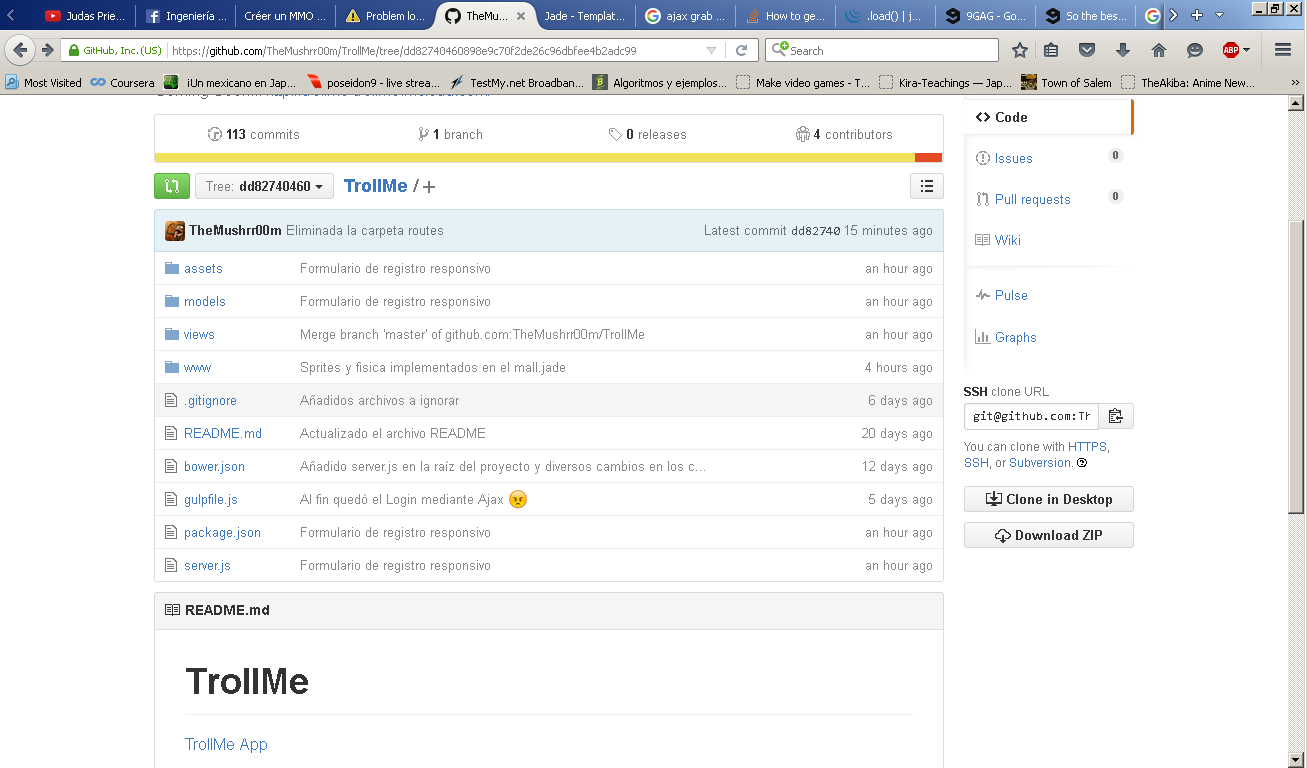 Judas Prie...
Ingeniería ...
Créer un MMO ...
Problem lo...
TheMus...
Jade - Templat...
ajax grab ...
How to ge...
.load() | j...
9GAG - Go...
So the bes...
GitHub, Inc. (US)
https://github.com/TheMushrr00m/TrollMe/tree/dd82740460898e9c70f2de26c96dbfee4b2adc99
Search
ABP
Most Visited
Coursera
iUn mexicano en Jap...
poseidon9 - live strea...
TestMy.net Broadban...
Algoritmos y ejemplos...
Make video games - T...
Kira-Teachings — Jap...
Town of Salem
TheAkiba: Anime New...
113 commits
1 branch
0 releases
4 contributors
Tree: dd82740460
TrollMe / +
TheMushrr00m Eliminada la carpeta routes
Latest commit dd82740 15 minutes ago
assets Formulario de registro responsivo an hour ago
models Formulario de registro responsivo an hour ago
views Merge branch 'master' of github.com:TheMushrr00m/TrollMe an hour ago
www Sprites y fisica implementados en el mall.jade 4 hours ago
.gitignore Añadidos archivos a ignorar 6 days ago
README.md Actualizado el archivo README 20 days ago
bower.json Añadido server.js en la raíz del proyecto y diversos cambios en los c... 12 days ago
gulpfile.js Al fin quedó el Login mediante Ajax 5 days ago
package.json Formulario de registro responsivo an hour ago
server.js Formulario de registro responsivo an hour ago
README.md
TrollMe
TrollMe App
Code
Issues 0
Pull requests 0
Wiki
Pulse
Graphs
SSH clone URL
git@github.com:Th
You can clone with HTTPS,
SSH, or Subversion.
Clone in Desktop
Download ZIP